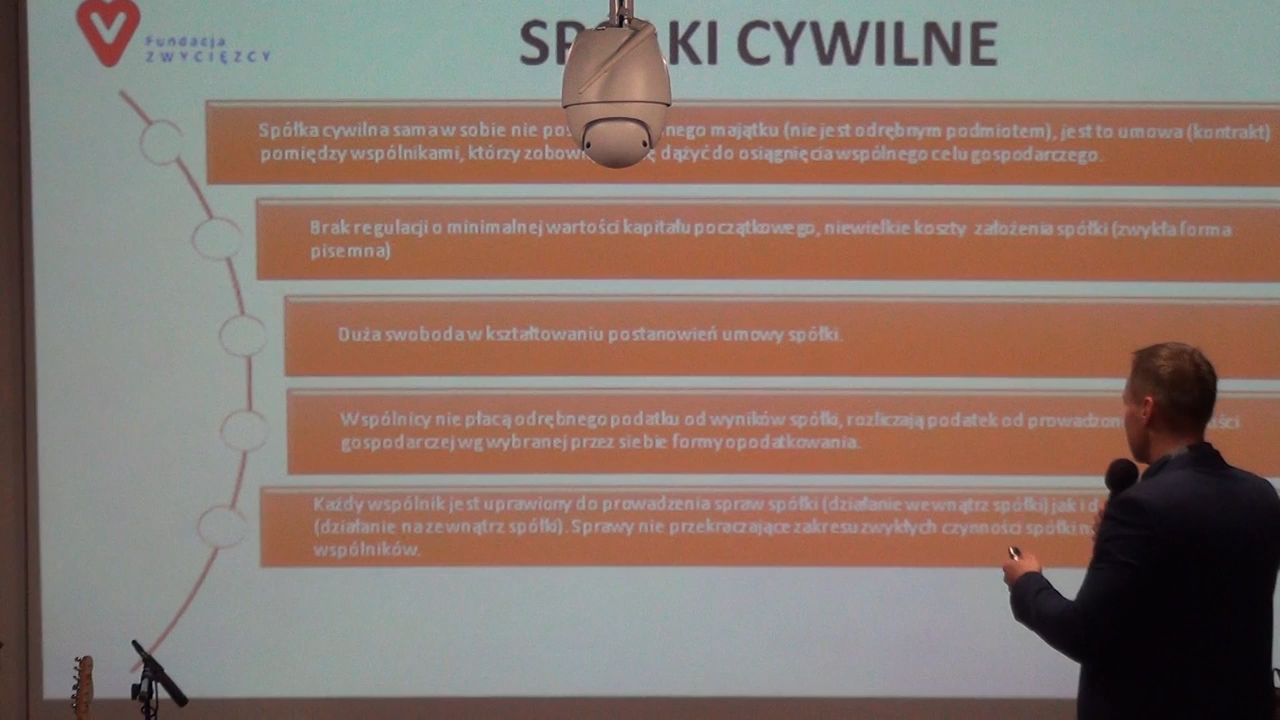 Fundacja
ZWYCIĘZCY
KI CYWILNE
Spółka cywilna sama w sobie nie majątku (nie jest odrębnym podmiotem), jest to umowa (kontrakt)
pomiędzy wspólnikami, którzy dążyć do osiągnięcia wspólnego celu gospodarczego.
Brak regulacji o minimalnej wartości kapitału początkowego, niewielkie koszty założenia spółki (zwykła forma
pisemna)
Duża swoboda w kształtowaniu postanowień umowy spółki.
Wspólnicy nie płacą odrębnego podatku od wyników spółki, rozliczają podatek od
gospodarczej wg wybranej przez siebie formy opodatkowania.
Każdy wspólnik jest uprawiony do prowadzenia spraw spółki (działanie wewnątrz spółki) jak i
(działanie na zewnątrz spółki). Sprawy nie przekraczające zakresu zwykłych czynności spółki
wspólników.